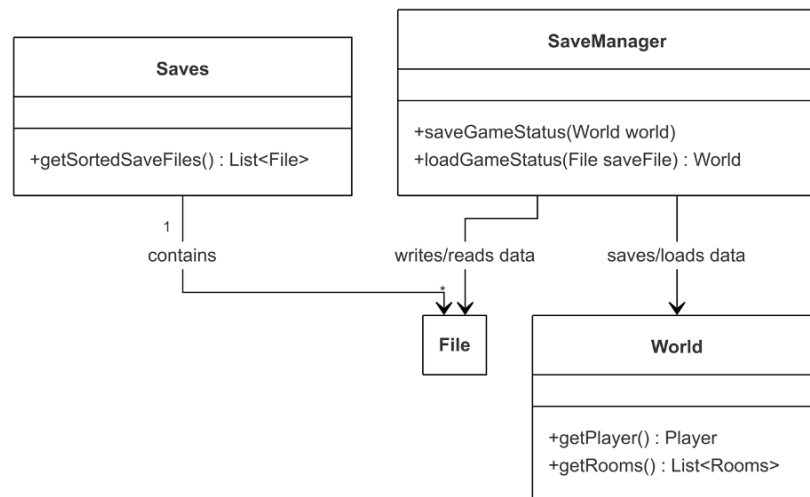 Saves
+getSortedSaveFiles() : List<File>
SaveManager
+saveGameStatus(World world)
+loadGameStatus(File saveFile) : World
1
contains
writes/reads data
saves/loads data
*
File
World
+getPlayer() : Player
+getRooms() : List<Rooms>